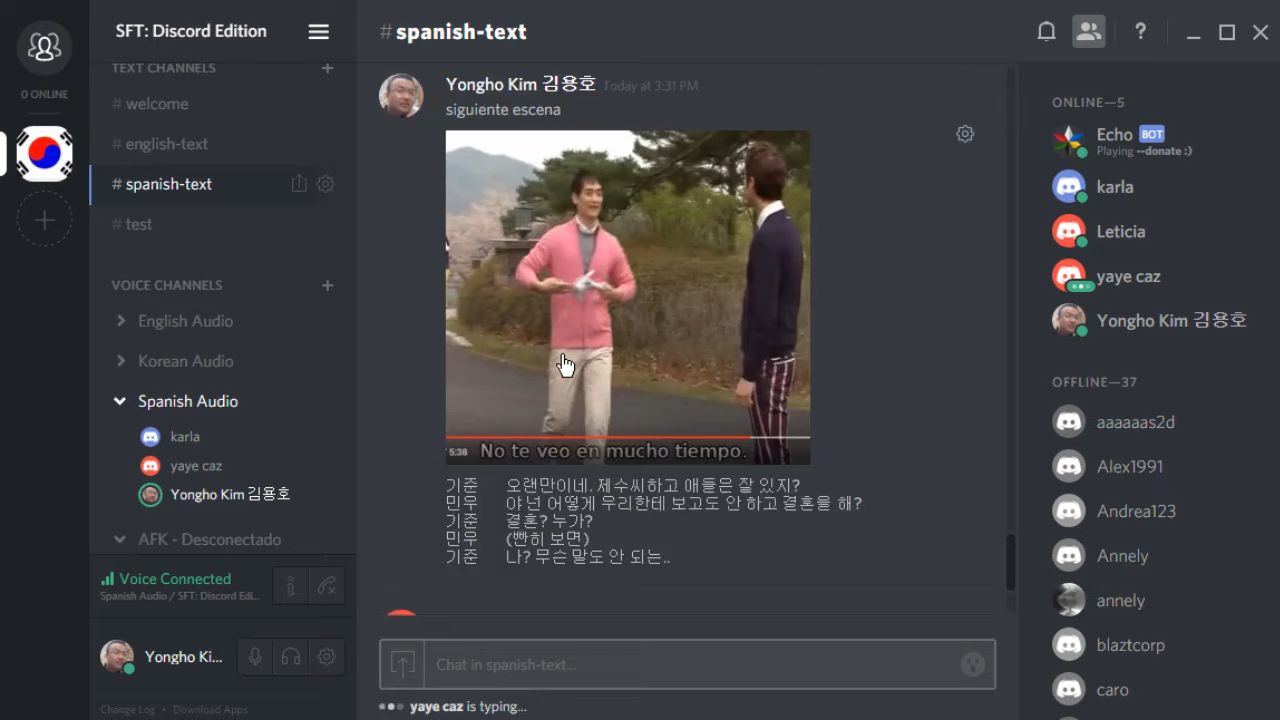 0 ONLINE
SFT: Discord Edition
TEXT CHANNELS
# welcome
# english-text
# spanish-text
# test
VOICE CHANNELS
English Audio
Korean Audio
Spanish Audio
karla
yaye caz
Yongho Kim 김용호
AFK - Desconectado
Voice Connected
Spanish Audio / SFT: Discord Edi...
Yongho Ki...
Change Log • Download Apps
# spanish-text
Yongho Kim 김용호 Today at 3:31 PM
siguiente escena
5:38 No te veo en mucho tiempo.
기준 오랜만이네. 제수씨하고 애들은 잘 있지?
민우 야 넌 어떻게 우리한테 보고도 안 하고 결혼을 해?
기준 결혼? 누가?
민우 (빤히 보면)
기준 나? 무슨 말도 안 되는..
Chat in spanish-text...
yaye caz is typing...
?
ONLINE—5
Echo BOT
Playing --donate :)
karla
Leticia
yaye caz
Yongho Kim 김용호
OFFLINE—37
aaaaaas2d
Alex1991
Andrea123
Annely
annely
blaztcorp
caro